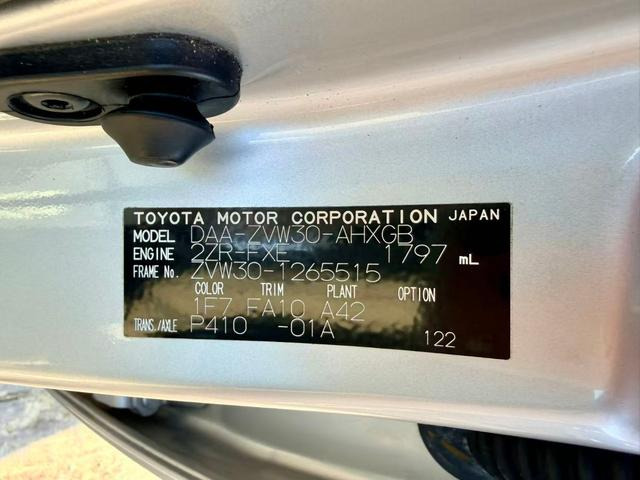 TOYOTA MOTOR CORPORATION JAPAN
MODEL DAA-ZVW30-AHXGB
ENGINE 2ZR-FXE 1797 mL
FRAME No. ZVW30-1265515
COLOR TRIM PLANT OPTION
1F7 FA10 A42
TRANS./AXLE P410 -01A 122